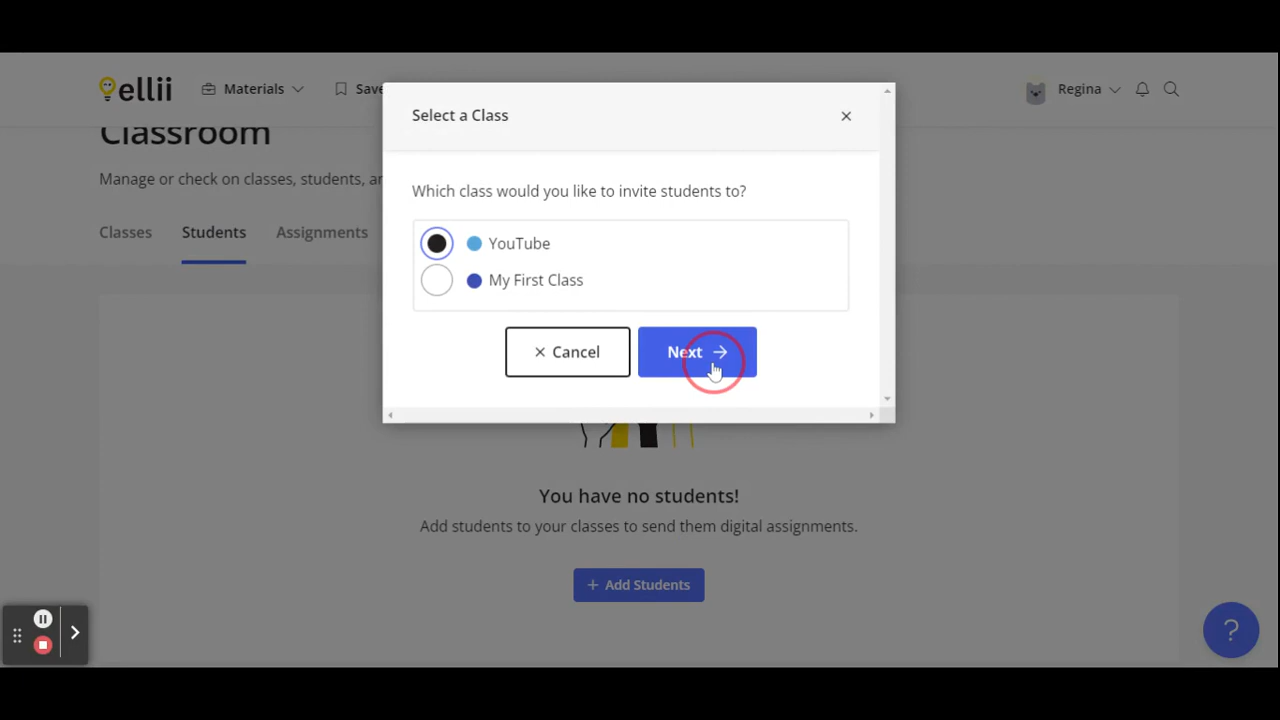 ellii
Materials
Save
Regina
Classroom
Manage or check on classes, students, an
Classes
Students
Assignments
Select a Class
×
Which class would you like to invite students to?
YouTube
My First Class
× Cancel
Next →
You have no students!
Add students to your classes to send them digital assignments.
+ Add Students
?